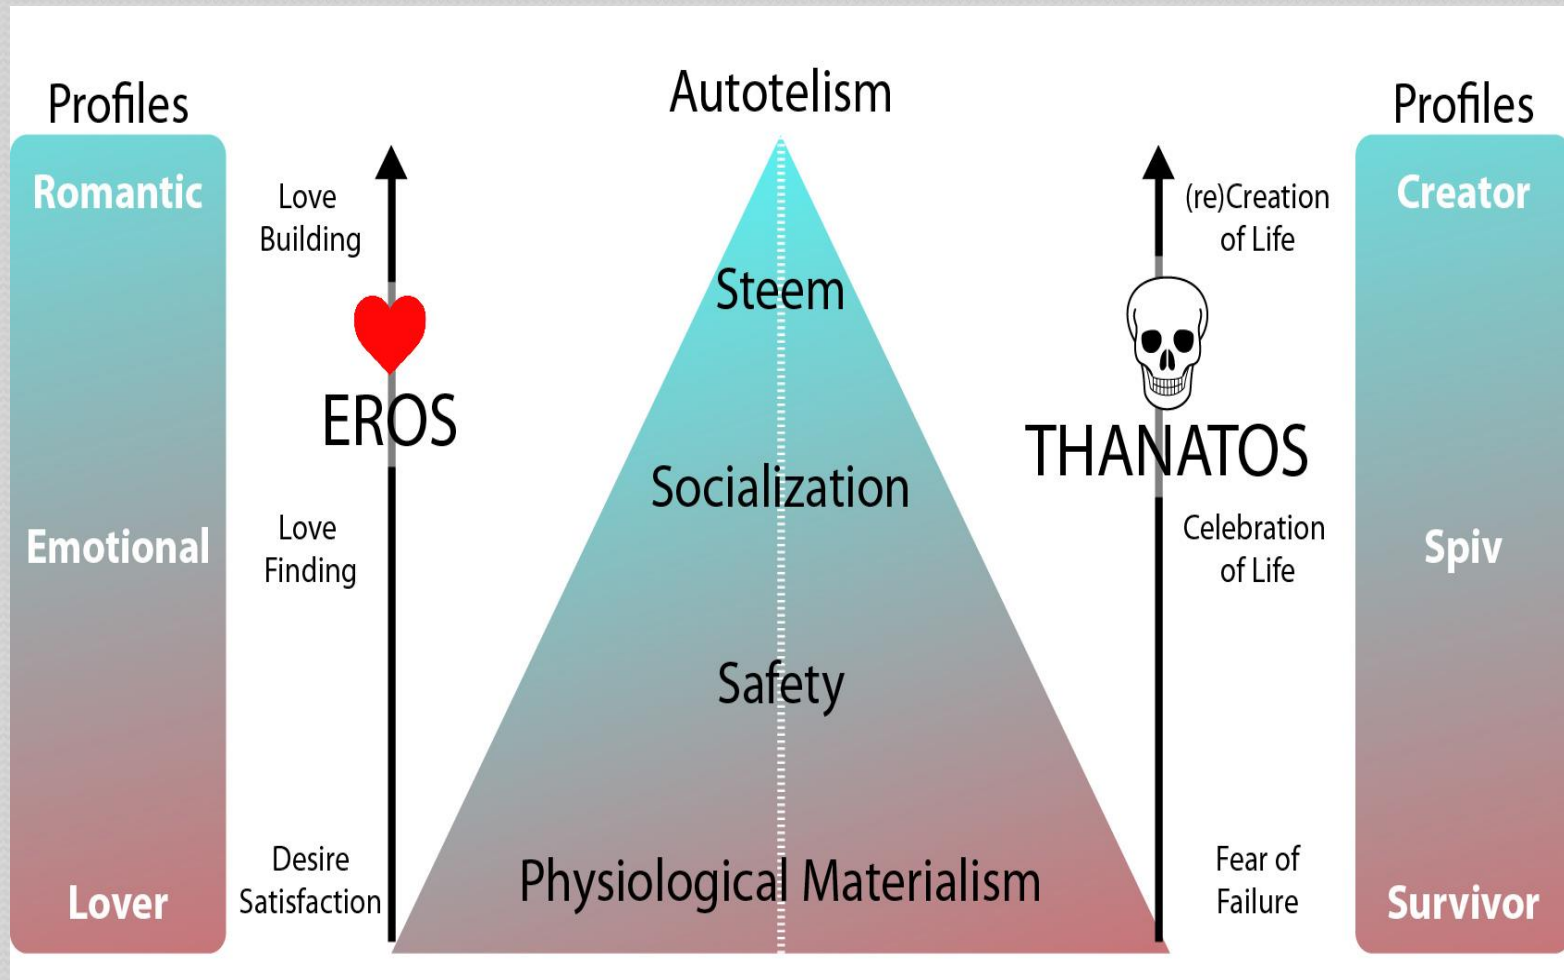 Profiles
Romantic
Emotional
Lover
Love
Building
EROS
Love
Finding
Desire
Satisfaction
Autotelism
Steem
Socialization
Safety
Physiological Materialism
(re)Creation
of Life
THANATOS
Celebration
of Life
Fear of
Failure
Profiles
Creator
Spiv
Survivor